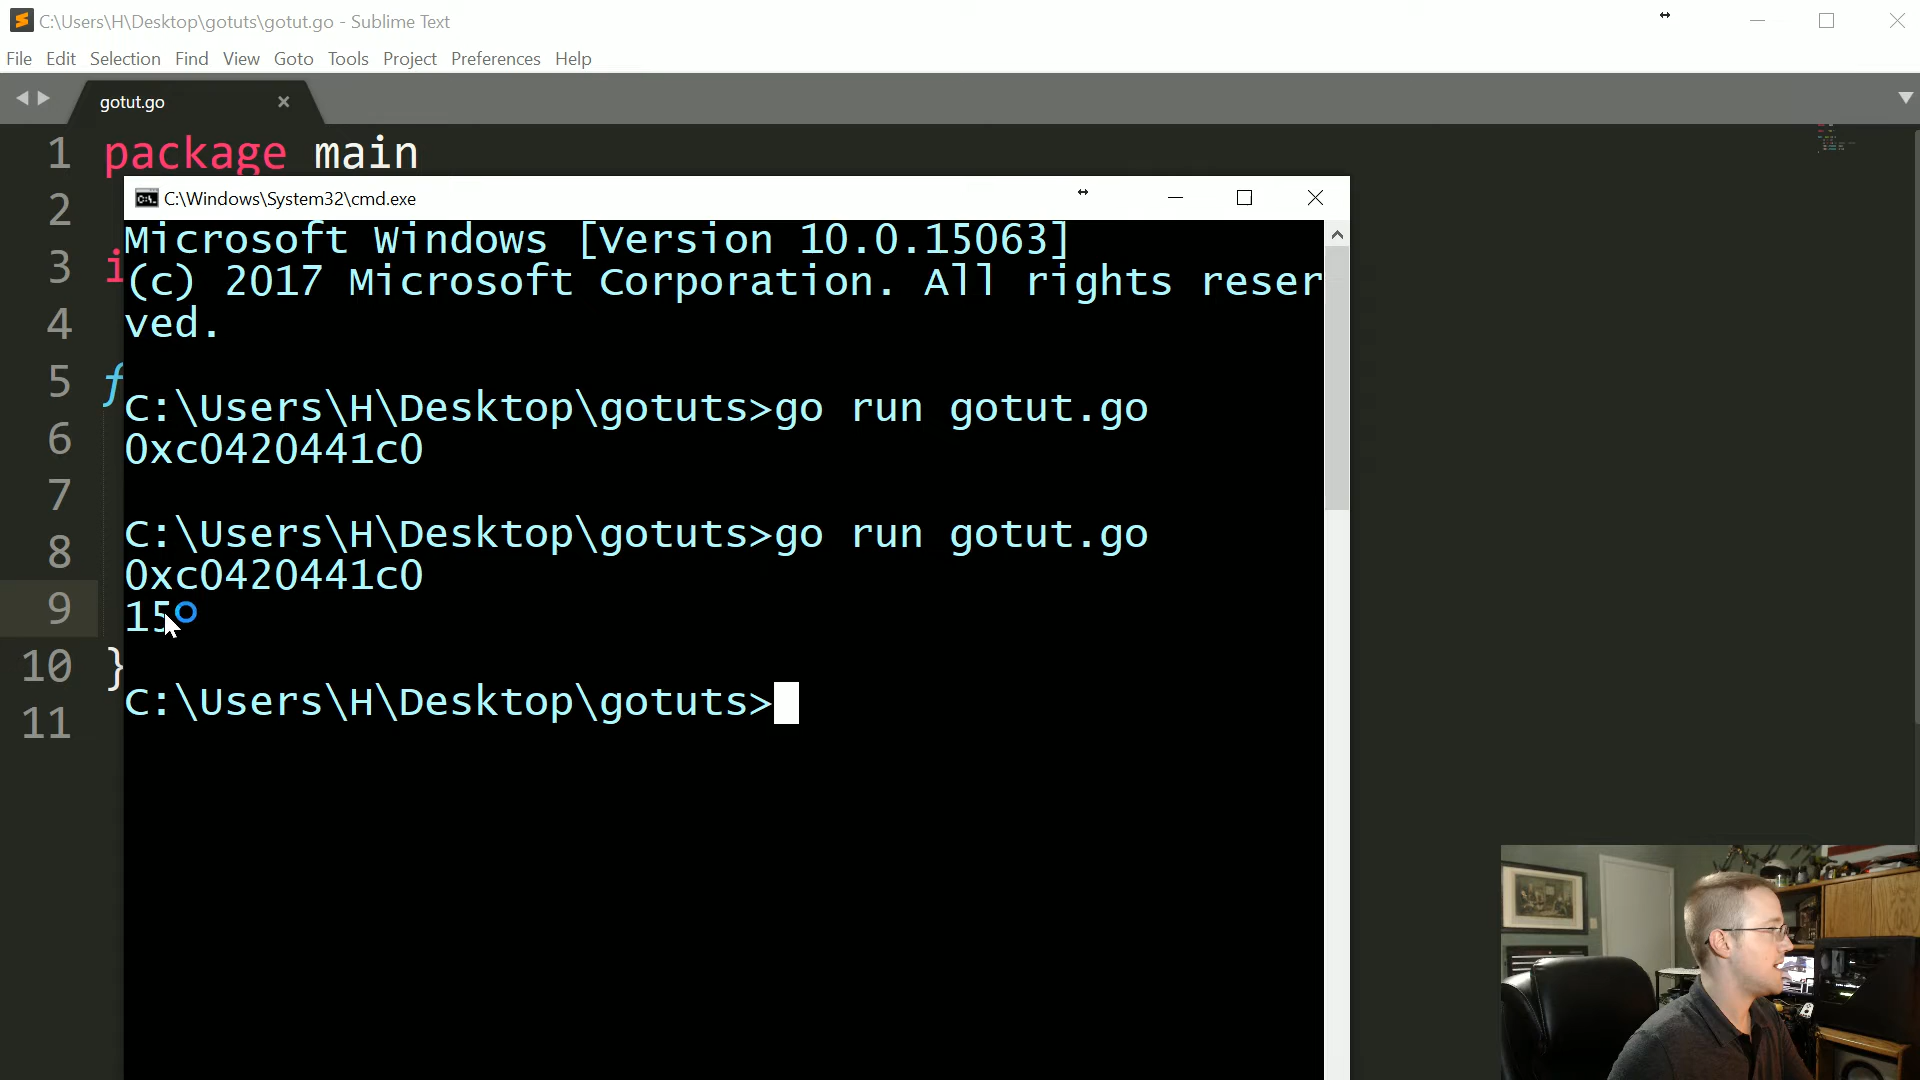 C:\Users\H\Desktop\gotuts\gotut.go - Sublime Text
File Edit Selection Find View Goto Tools Project Preferences Help
gotut.go
1 package main
2
3 i
4
5 f
6
7
8
9
10 }
11
C:\Windows\System32\cmd.exe
Microsoft Windows [Version 10.0.15063]
(c) 2017 Microsoft Corporation. All rights reser
ved.
C:\Users\H\Desktop\gotuts>go run gotut.go
0xc0420441c0
C:\Users\H\Desktop\gotuts>go run gotut.go
0xc0420441c0
15
C:\Users\H\Desktop\gotuts>